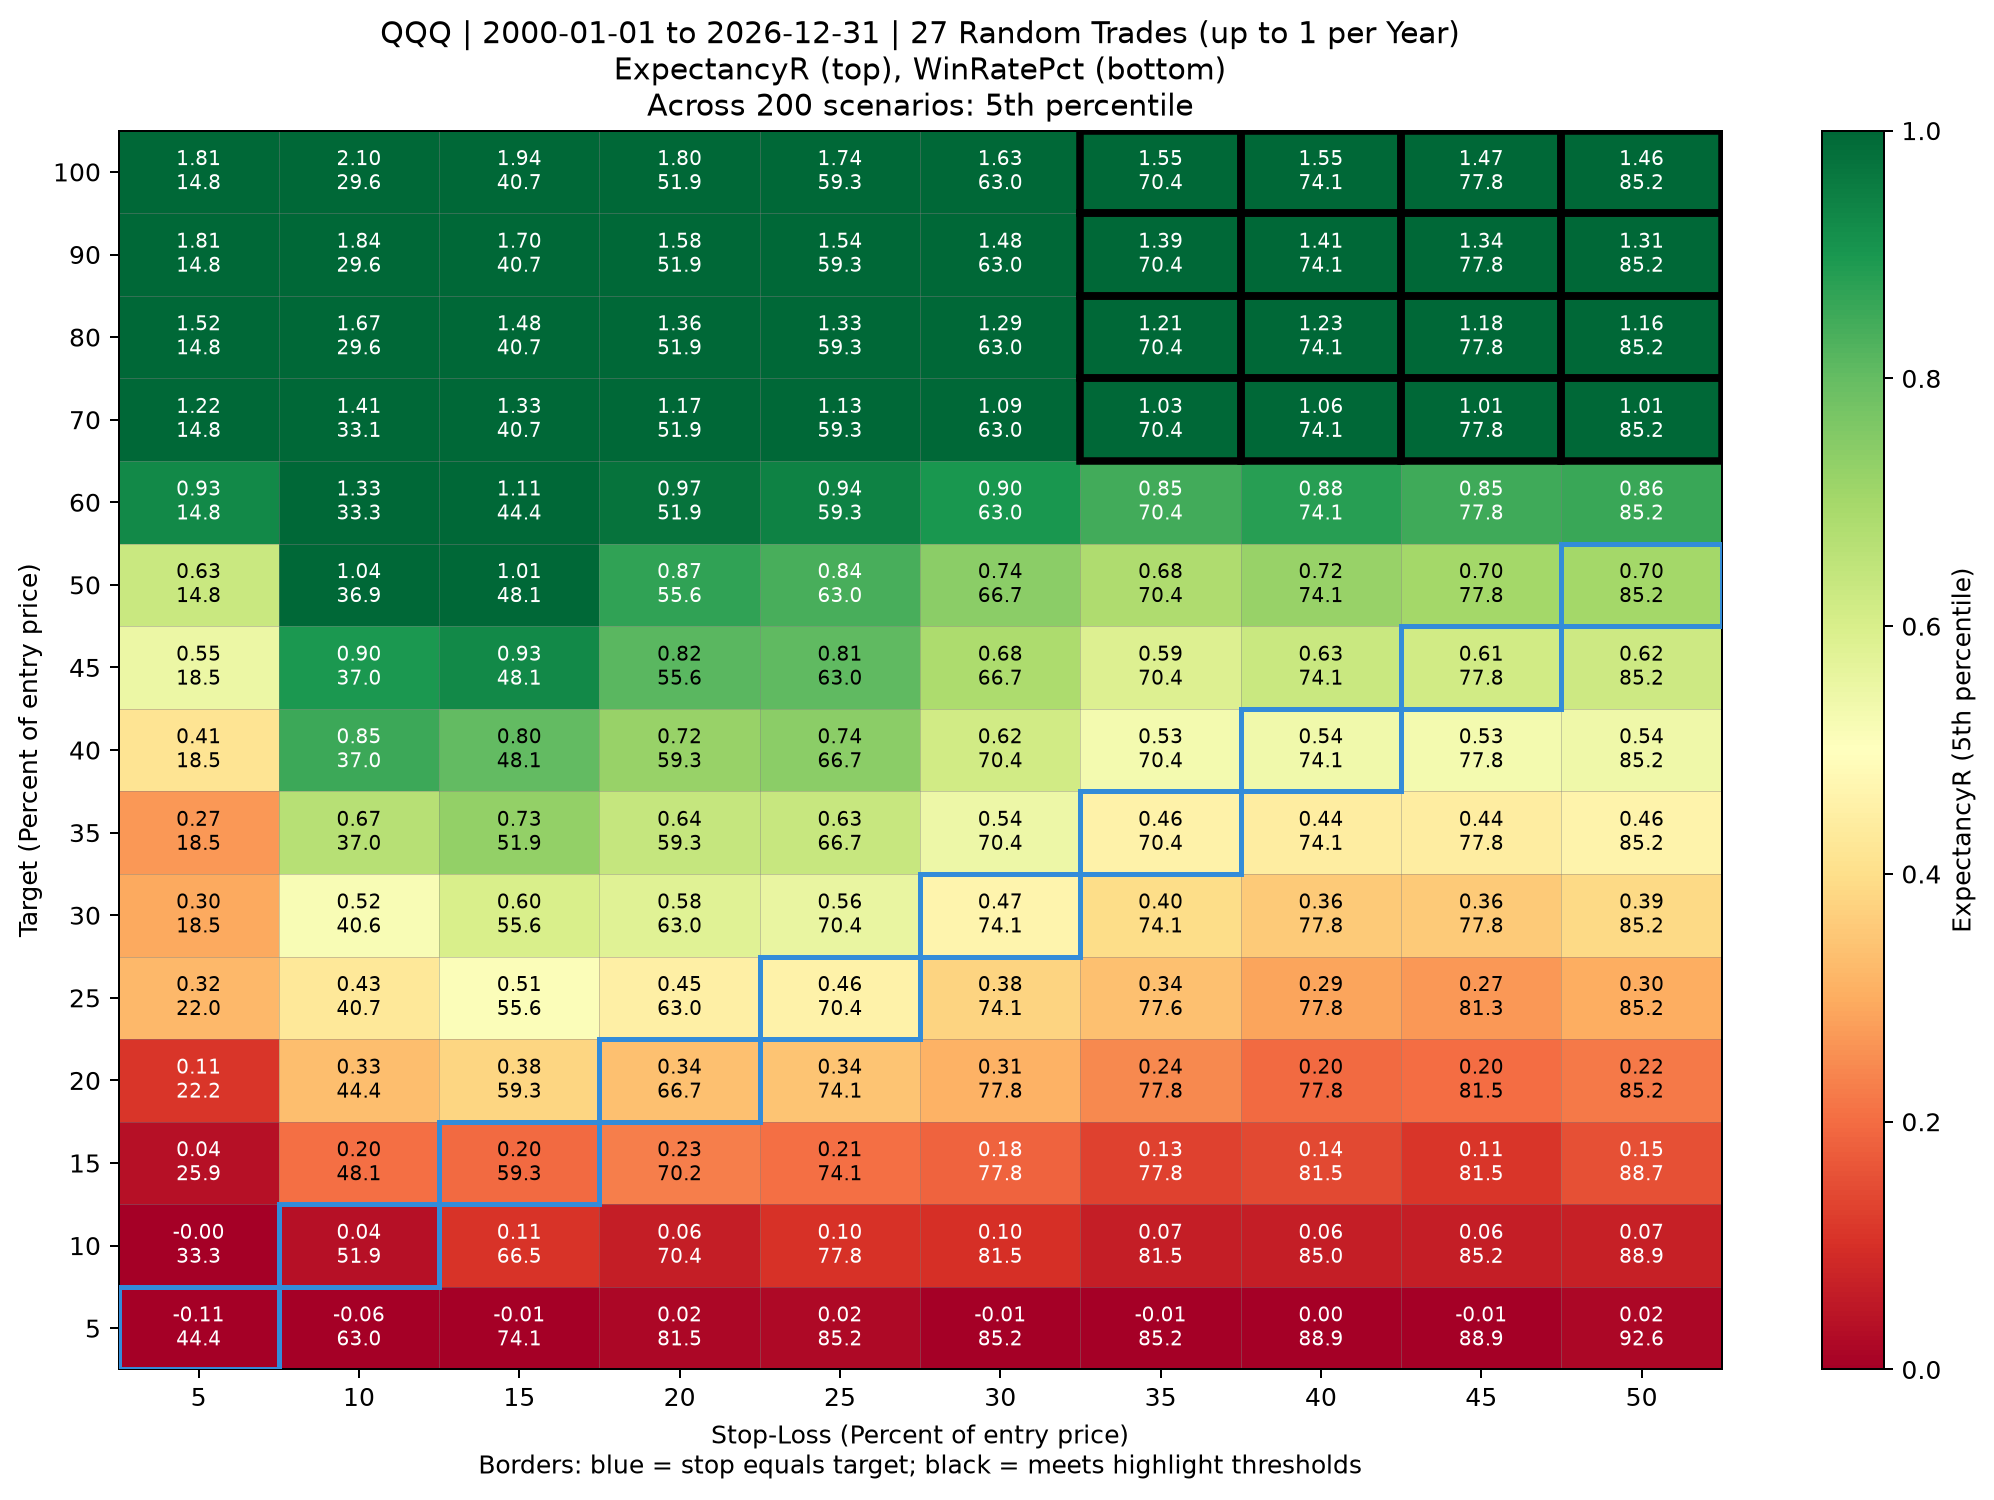 QQQ | 2000-01-01 to 2026-12-31 | 27 Random Trades (up to 1 per Year)
ExpectancyR (top), WinRatePct (bottom)
Across 200 scenarios: 5th percentile
Target (Percent of entry price)
100 1.81 2.10 1.94 1.80 1.74 1.63 1.55 1.55 1.47 1.46
14.8 29.6 40.7 51.9 59.3 63.0 70.4 74.1 77.8 85.2
90 1.81 1.84 1.70 1.58 1.54 1.48 1.39 1.41 1.34 1.31
14.8 29.6 40.7 51.9 59.3 63.0 70.4 74.1 77.8 85.2
80 1.52 1.67 1.48 1.36 1.33 1.29 1.21 1.23 1.18 1.16
14.8 29.6 40.7 51.9 59.3 63.0 70.4 74.1 77.8 85.2
70 1.22 1.41 1.33 1.17 1.13 1.09 1.03 1.06 1.01 1.01
14.8 33.1 40.7 51.9 59.3 63.0 70.4 74.1 77.8 85.2
60 0.93 1.33 1.11 0.97 0.94 0.90 0.85 0.88 0.85 0.86
14.8 33.3 44.4 51.9 59.3 63.0 70.4 74.1 77.8 85.2
50 0.63 1.04 1.01 0.87 0.84 0.74 0.68 0.72 0.70 0.70
14.8 36.9 48.1 55.6 63.0 66.7 70.4 74.1 77.8 85.2
45 0.55 0.90 0.93 0.82 0.81 0.68 0.59 0.63 0.61 0.62
18.5 37.0 48.1 55.6 63.0 66.7 70.4 74.1 77.8 85.2
40 0.41 0.85 0.80 0.72 0.74 0.62 0.53 0.54 0.53 0.54
18.5 37.0 48.1 59.3 66.7 70.4 70.4 74.1 77.8 85.2
35 0.27 0.67 0.73 0.64 0.63 0.54 0.46 0.44 0.44 0.46
18.5 37.0 51.9 59.3 66.7 70.4 70.4 74.1 77.8 85.2
30 0.30 0.52 0.60 0.58 0.56 0.47 0.40 0.36 0.36 0.39
18.5 40.6 55.6 63.0 70.4 74.1 74.1 77.8 77.8 85.2
25 0.32 0.43 0.51 0.45 0.46 0.38 0.34 0.29 0.27 0.30
22.0 40.7 55.6 63.0 70.4 74.1 77.6 77.8 81.3 85.2
20 0.11 0.33 0.38 0.34 0.34 0.31 0.24 0.20 0.20 0.22
22.2 44.4 59.3 66.7 74.1 77.8 77.8 77.8 81.5 85.2
15 0.04 0.20 0.20 0.23 0.21 0.18 0.13 0.14 0.11 0.15
25.9 48.1 59.3 70.2 74.1 77.8 77.8 81.5 81.5 88.7
10 -0.00 0.04 0.11 0.06 0.10 0.10 0.07 0.06 0.06 0.07
33.3 51.9 66.5 70.4 77.8 81.5 81.5 85.0 85.2 88.9
5 -0.11 -0.06 -0.01 0.02 0.02 -0.01 -0.01 0.00 -0.01 0.02
44.4 63.0 74.1 81.5 85.2 85.2 85.2 88.9 88.9 92.6
5 10 15 20 25 30 35 40 45 50
Stop-Loss (Percent of entry price)
Borders: blue = stop equals target; black = meets highlight thresholds
1.0
0.8
0.6
0.4
0.2
0.0
ExpectancyR (5th percentile)